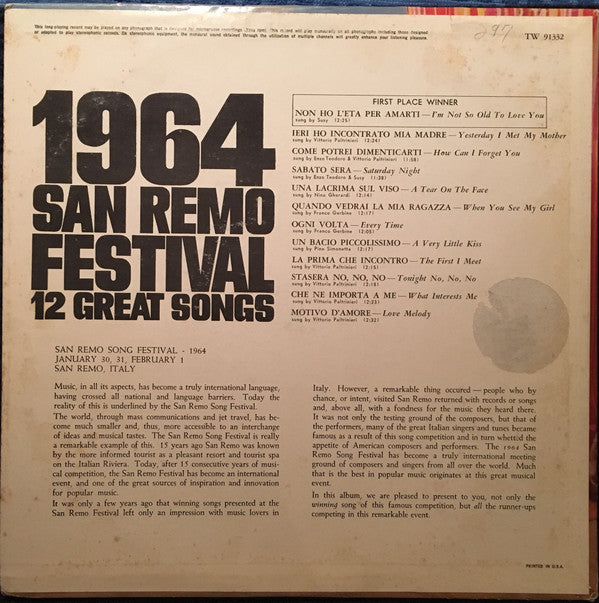 This long-playing record may be played on any phonograph that is designed for microgroove recordings. Stay mono! This record will play monaurally on all phonographs including those designed
or adapted to play stereophonic records. On stereophonic equipment, the monaural sound obtained through the utilization of multiple channels will greatly enhance your listening pleasure.
297
TW 91352
1964
SAN REMO
FESTIVAL
12 GREAT SONGS
FIRST PLACE WINNER
NON HO L'ETA PER AMARTI — I'm Not So Old To Love You
sung by Susy (2:25)
IERI HO INCONTRATO MIA MADRE — Yesterday I Met My Mother
sung by Vittorio Paltrinieri (2:24)
COME POTREI DIMENTICARTI — How Can I Forget You
sung by Enzo Teodoro & Vittorio Paltrinieri (1:58)
SABATO SERA — Saturday Night
sung by Enzo Teodoro & Susy (1:38)
UNA LACRIMA SUL VISO — A Tear On The Face
sung by Nino Gherardi (2:14)
QUANDO VEDRAI LA MIA RAGAZZA — When You See My Girl
sung by Franco Garbine (2:17)
OGNI VOLTA — Every Time
sung by Franco Garbine (2:05)
UN BACIO PICCOLISSIMO — A Very Little Kiss
sung by Pino Simonetta (2:17)
LA PRIMA CHE INCONTRO — The First I Meet
sung by Vittorio Paltrinieri (2:15)
STASERA NO, NO, NO — Tonight No, No, No
sung by Vittorio Paltrinieri (2:18)
CHE NE IMPORTA A ME — What Interests Me
sung by Vittorio Paltrinieri (2:33)
MOTIVO D'AMORE — Love Melody
sung by Vittorio Paltrinieri (2:32)
SAN REMO SONG FESTIVAL - 1964
JANUARY 30, 31, FEBRUARY 1
SAN REMO, ITALY
Music, in all its aspects, has become a truly international language,
having crossed all national and language barriers. Today the
reality of this is underlined by the San Remo Song Festival.
The world, through mass communications and jet travel, has be-
come much smaller and, thus, more accessible to an interchange
of ideas and musical tastes. The San Remo Song Festival is really
a remarkable example of this. 15 years ago San Remo was known
by the more informed tourist as a pleasant resort and tourist spa
on the Italian Riviera. Today, after 15 consecutive years of musi-
cal competition, the San Remo Festival has become an international
event, and one of the great sources of inspiration and innovation
for popular music.
It was only a few years ago that winning songs presented at the
San Remo Festival left only an impression with music lovers in
Italy. However, a remarkable thing occured — people who by
chance, or intent, visited San Remo returned with records or songs
and, above all, with a fondness for the music they heard there.
It was not only the testing ground of the composers, but that of
the performers, many of the great Italian singers and tunes became
famous as a result of this song competition and in turn whetted the
appetite of American composers and performers. The 1964 San
Remo Song Festival has become a truly international meeting
ground of composers and singers from all over the world. Much
that is the best in popular music originates at this great musical
event.
In this album, we are pleased to present to you, not only the
winning song of this famous competition, but all the runner-ups
competing in this remarkable event.
PRINTED IN U.S.A.